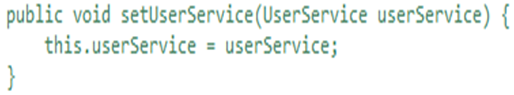 public void setUserService(UserService userService) {
    this.userService = userService;
}